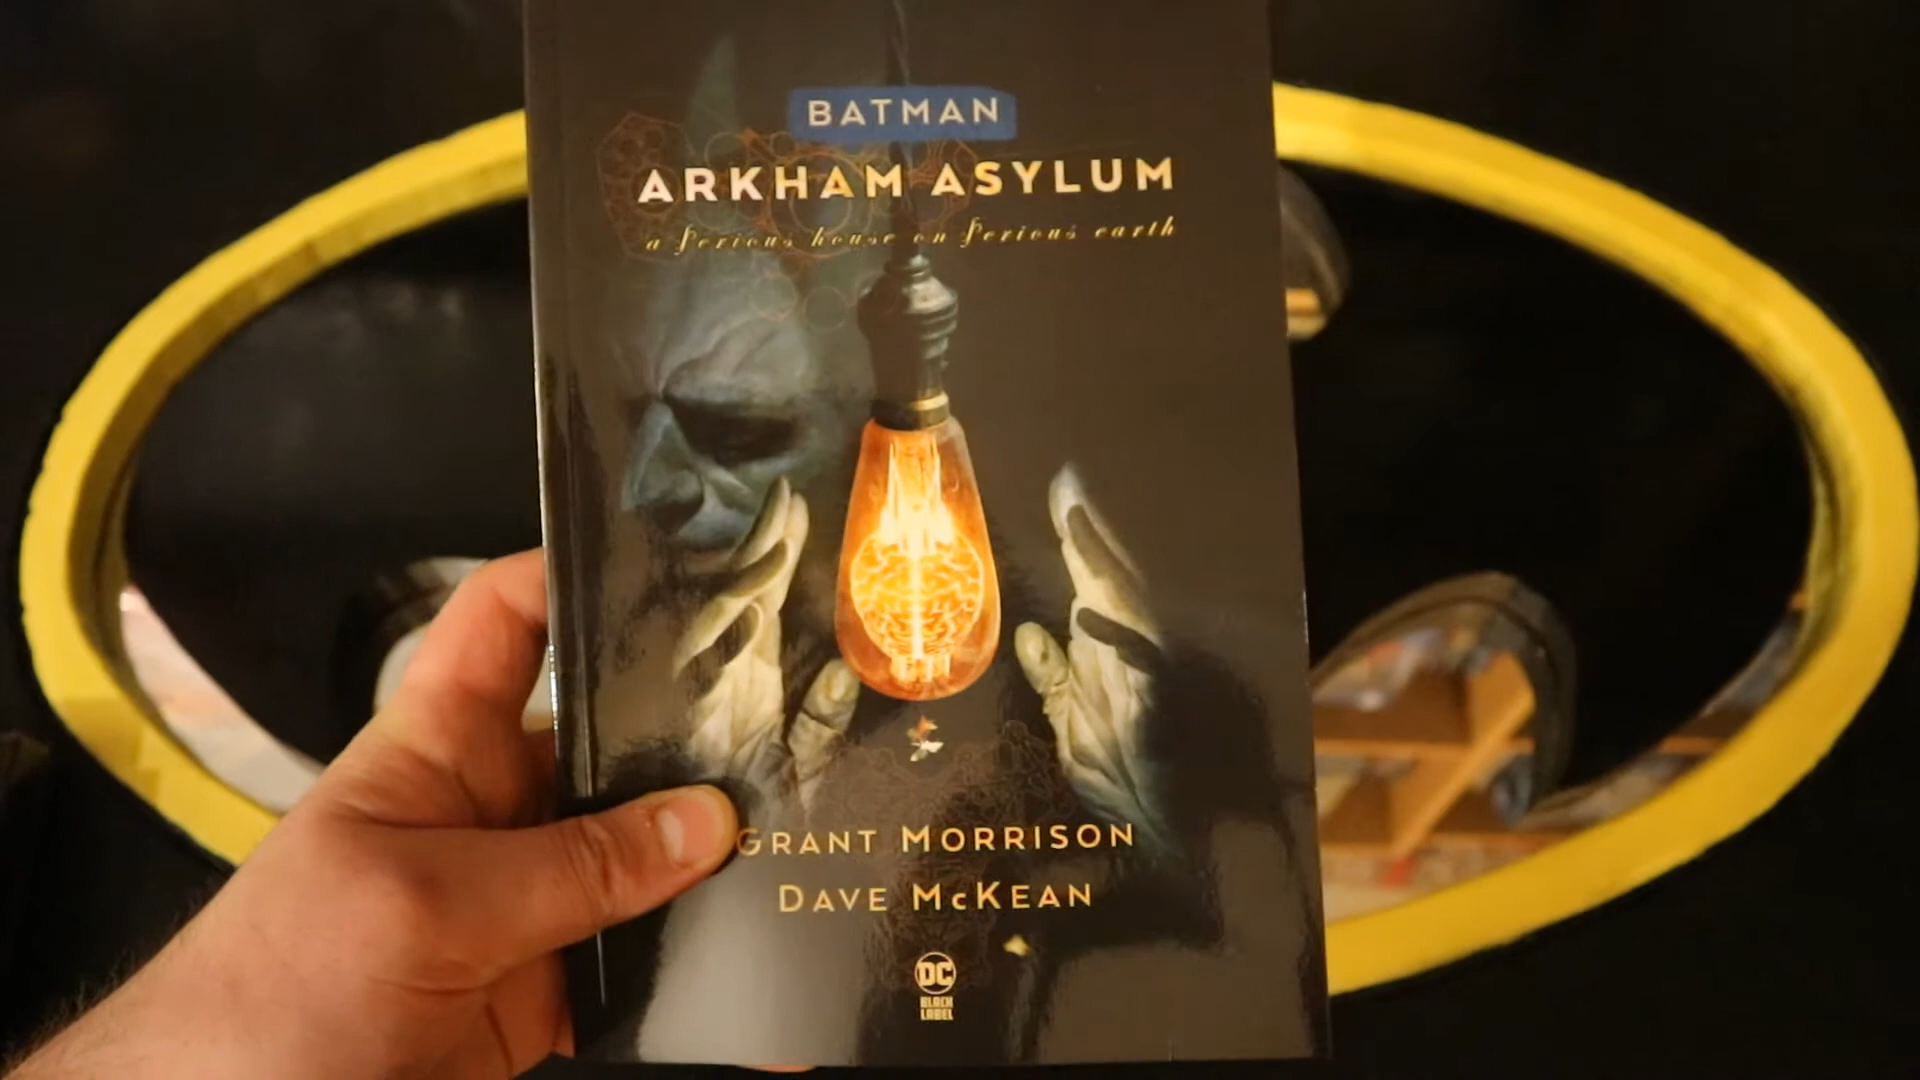 BATMAN
ARKHAM ASYLUM
a serious house on serious earth
GRANT MORRISON
DAVE McKEAN
DC
BLACK
LABEL